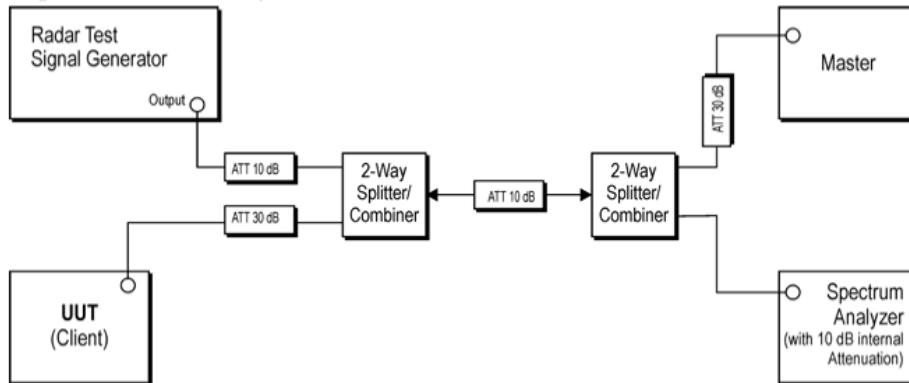 Radar Test
Signal Generator
Output
ATT 10 dB
2-Way
Splitter/
Combiner
ATT 30 dB
ATT 10 dB
2-Way
Splitter/
Combiner
ATT 30 dB
Master
UUT
(Client)
Spectrum
Analyzer
(with 10 dB internal
Attenuation)